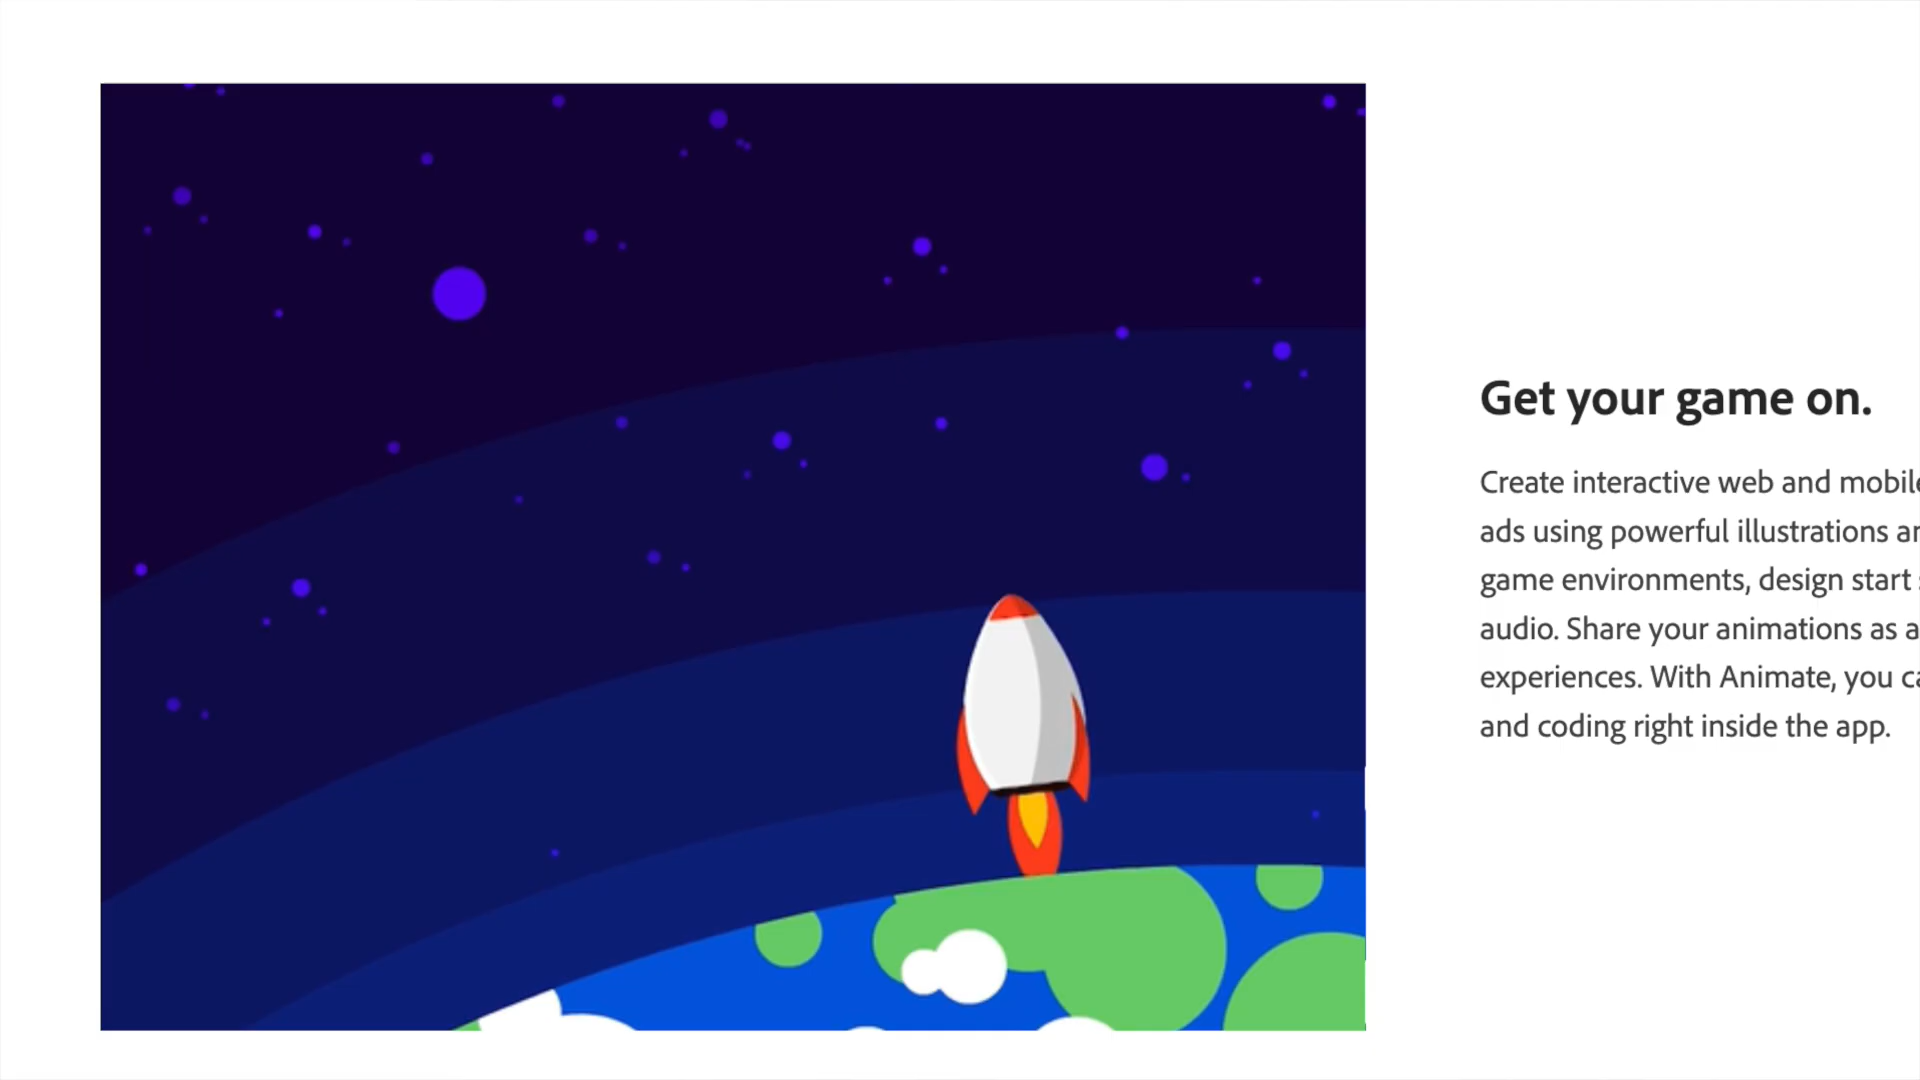 Get your game on.
Create interactive web and mobile
ads using powerful illustrations
game environments, design start
audio. Share your animations as
experiences. With Animate, you
and coding right inside the app.